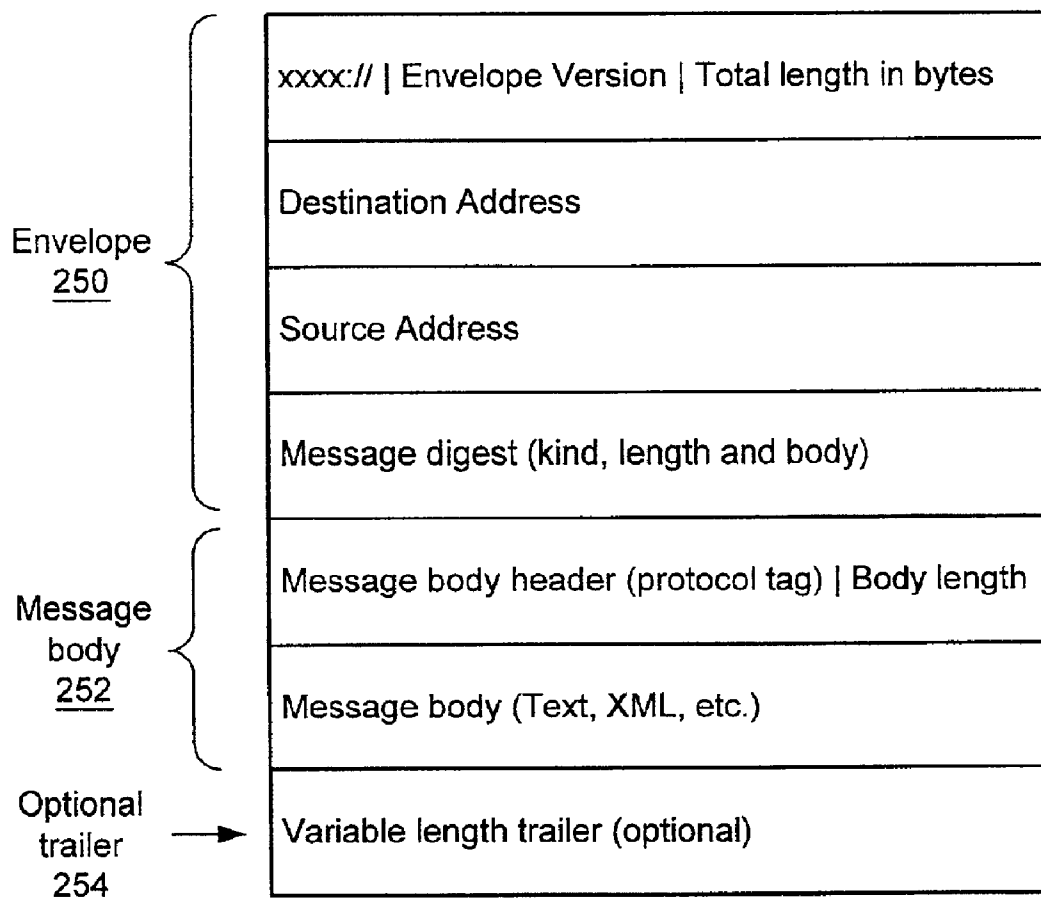 xxxx:// | Envelope Version | Total length in bytes
Destination Address
Envelope
250
Source Address
Message digest (kind, length and body)
Message body header (protocol tag) | Body length
Message
body
252
Message body (Text, XML, etc.)
Optional
trailer
254
Variable length trailer (optional)